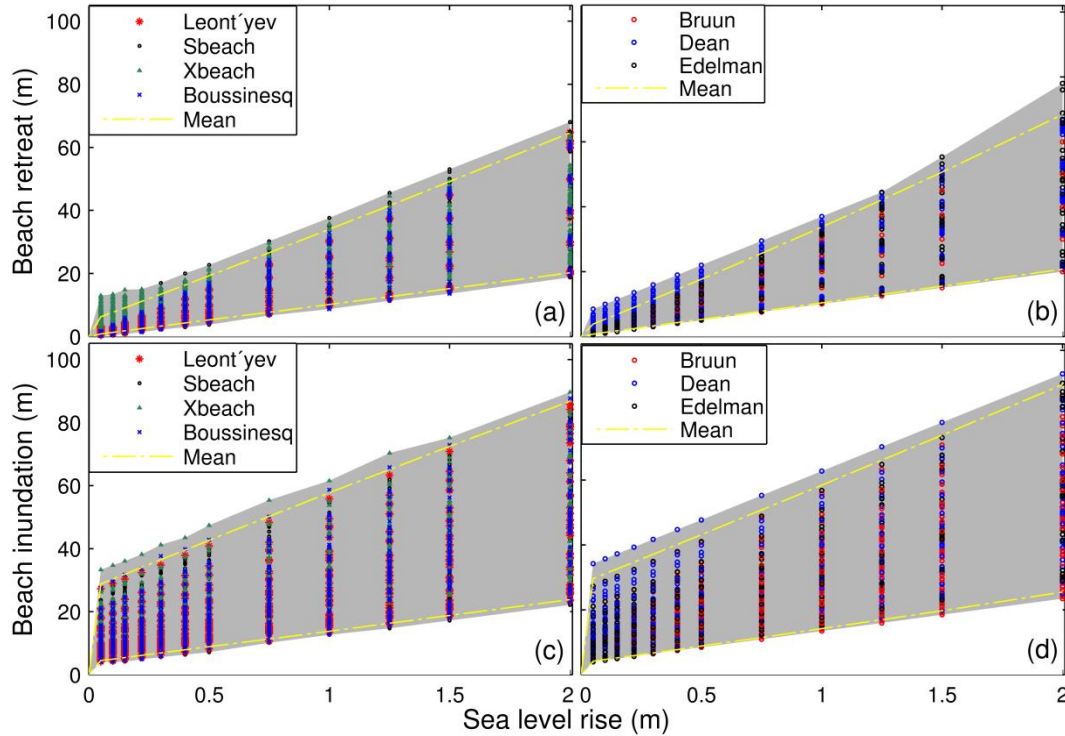 Beach retreat (m)
100
80
60
40
20
0
Leont´yev
Sbeach
Xbeach
Boussinesq
Mean
(a)
Bruun
Dean
Edelman
Mean
(b)
Beach inundation (m)
100
80
60
40
20
0
Leont´yev
Sbeach
Xbeach
Boussinesq
Mean
(c)
Bruun
Dean
Edelman
Mean
(d)
0 0.5 1 1.5 2
0 0.5 1 1.5 2
Sea level rise (m)